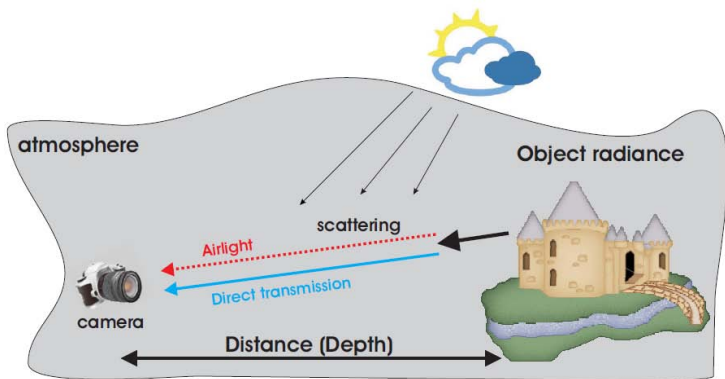 atmosphere
Object radiance
scattering
Airlight
Direct transmission
camera
Distance (Depth)